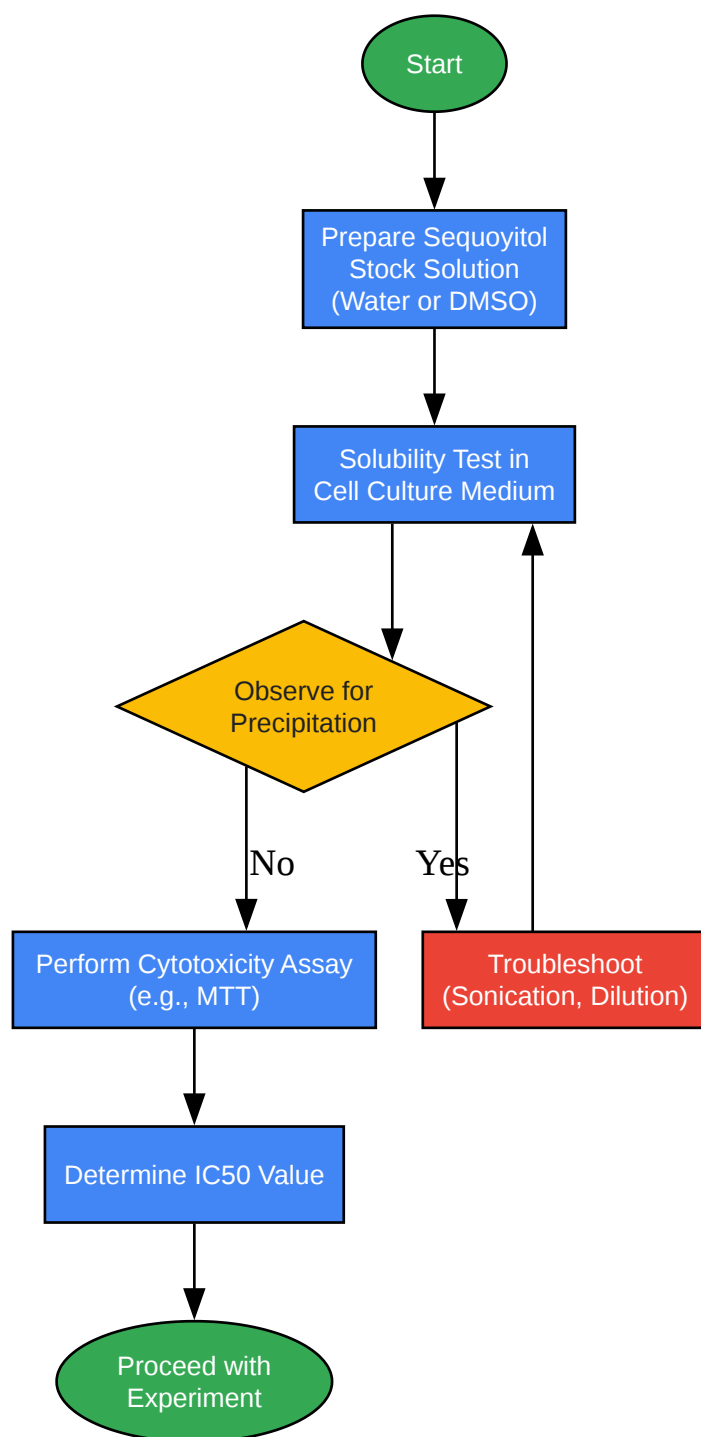 Start
Prepare Sequoyitol
Stock Solution
(Water or DMSO)
Solubility Test in
Cell Culture Medium
Observe for
Precipitation
No
Yes
Perform Cytotoxicity Assay
(e.g., MTT)
Troubleshoot
(Sonication, Dilution)
Determine IC50 Value
Proceed with
Experiment